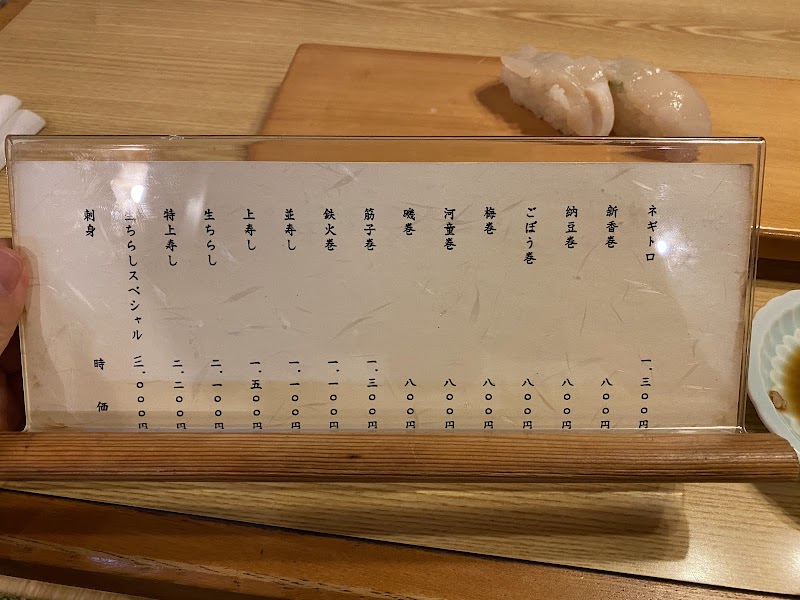 ネギトロ 一.三〇〇円
新香巻 八〇〇円
納豆巻 八〇〇円
ごぼう巻 八〇〇円
梅巻 八〇〇円
河童巻 八〇〇円
磯巻 八〇〇円
筋子巻 一.三〇〇円
鉄火巻 一.一〇〇円
並寿し 一.一〇〇円
上寿し 一.五〇〇円
生ちらし 二.一〇〇円
特上寿し 二.二〇〇円
生ちらしスペシャル 三.〇〇〇円
刺身 時価